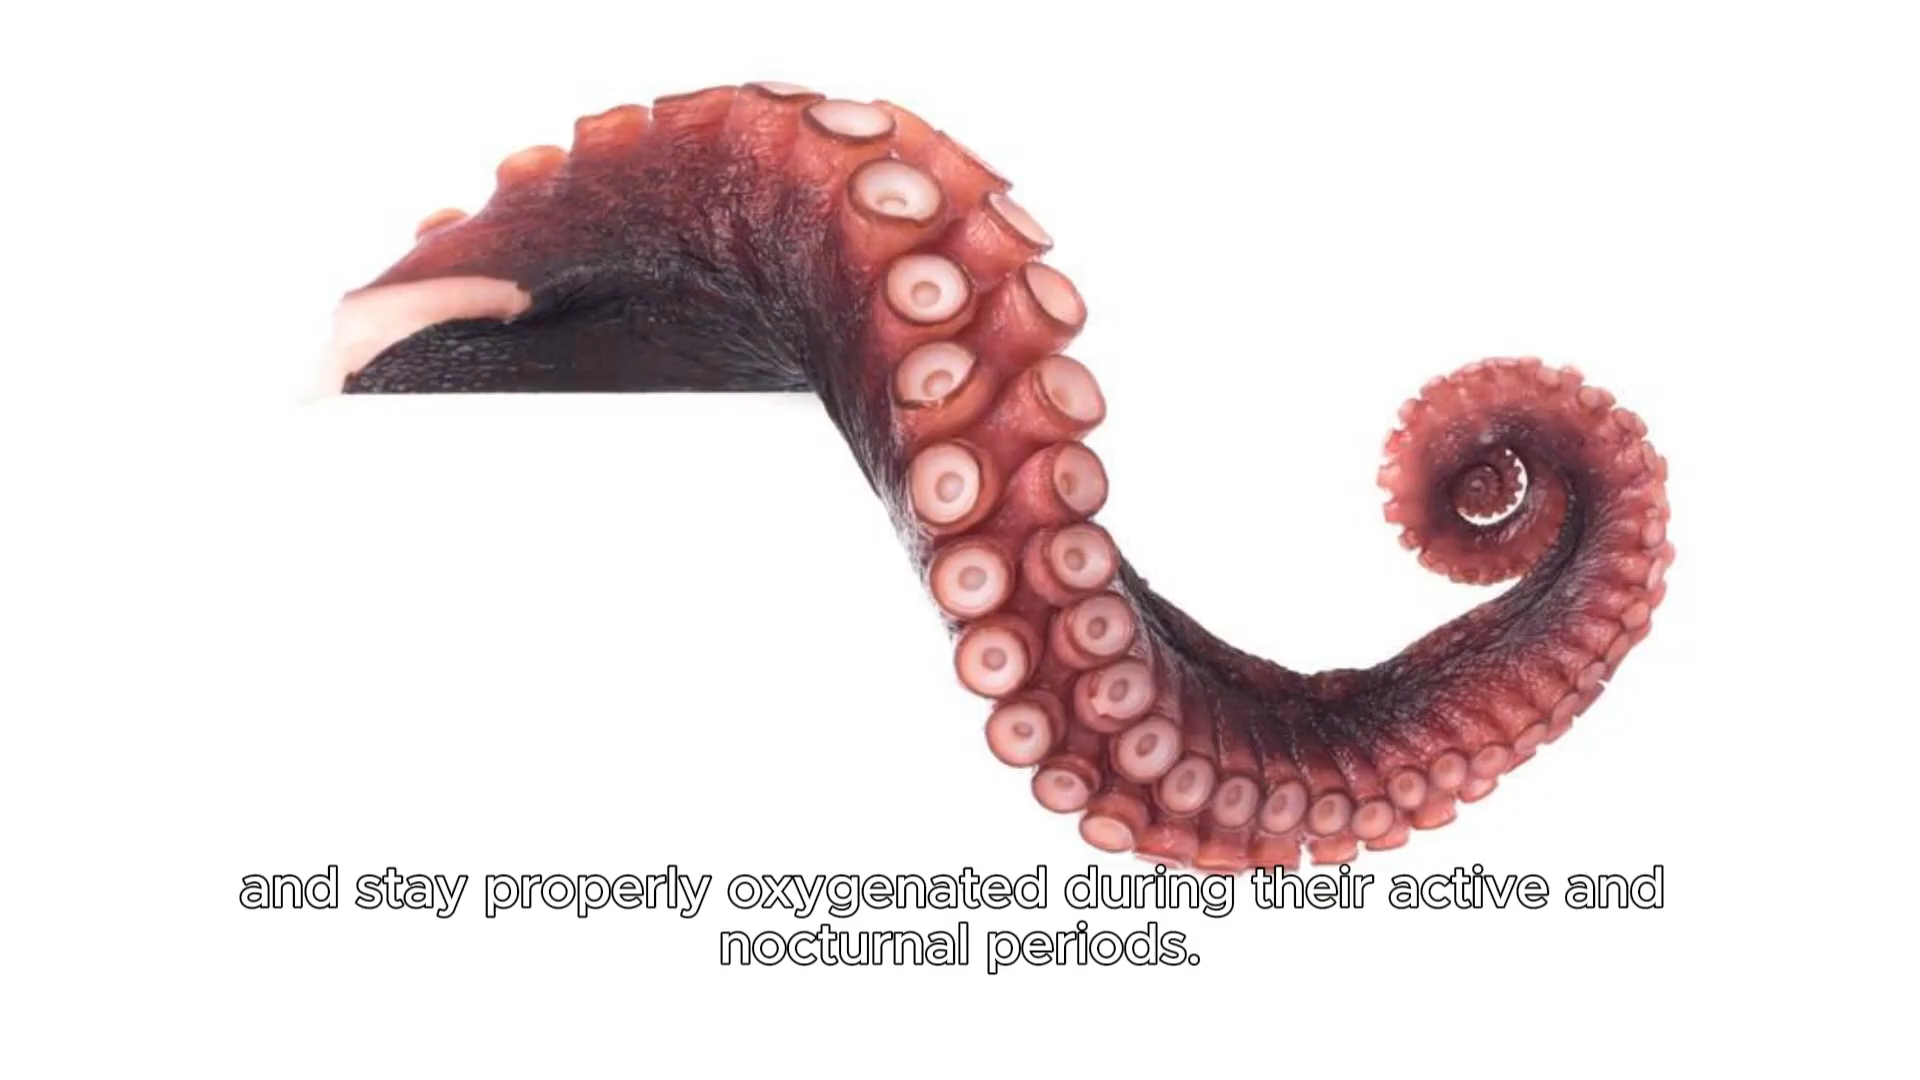 and stay properly oxygenated during their active and
nocturnal periods.